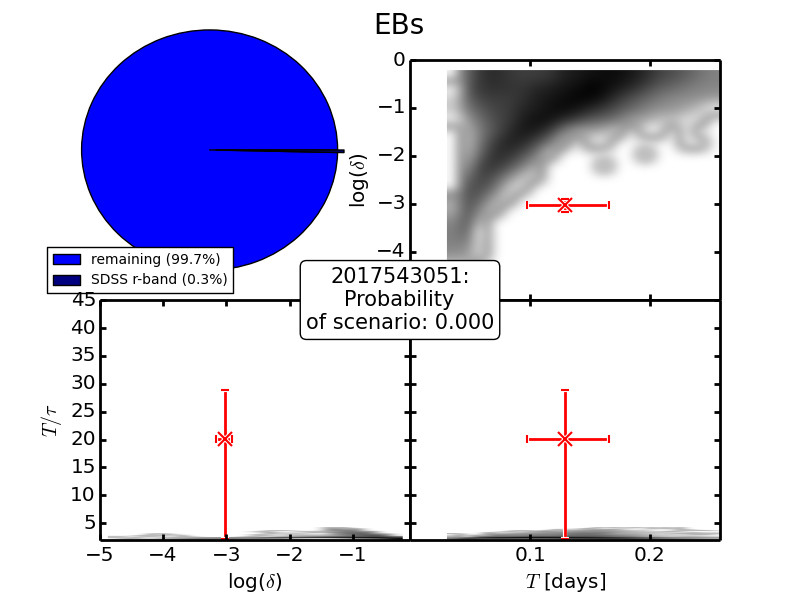 EBs
0
−1
−2
−3
−4
log(δ)
remaining (99.7%)
SDSS r-band (0.3%)
2017543051:
Probability
of scenario: 0.000
45
40
35
30
25
20
15
10
5
T/τ
−5 −4 −3 −2 −1
log(δ)
0.1 0.2
T [days]